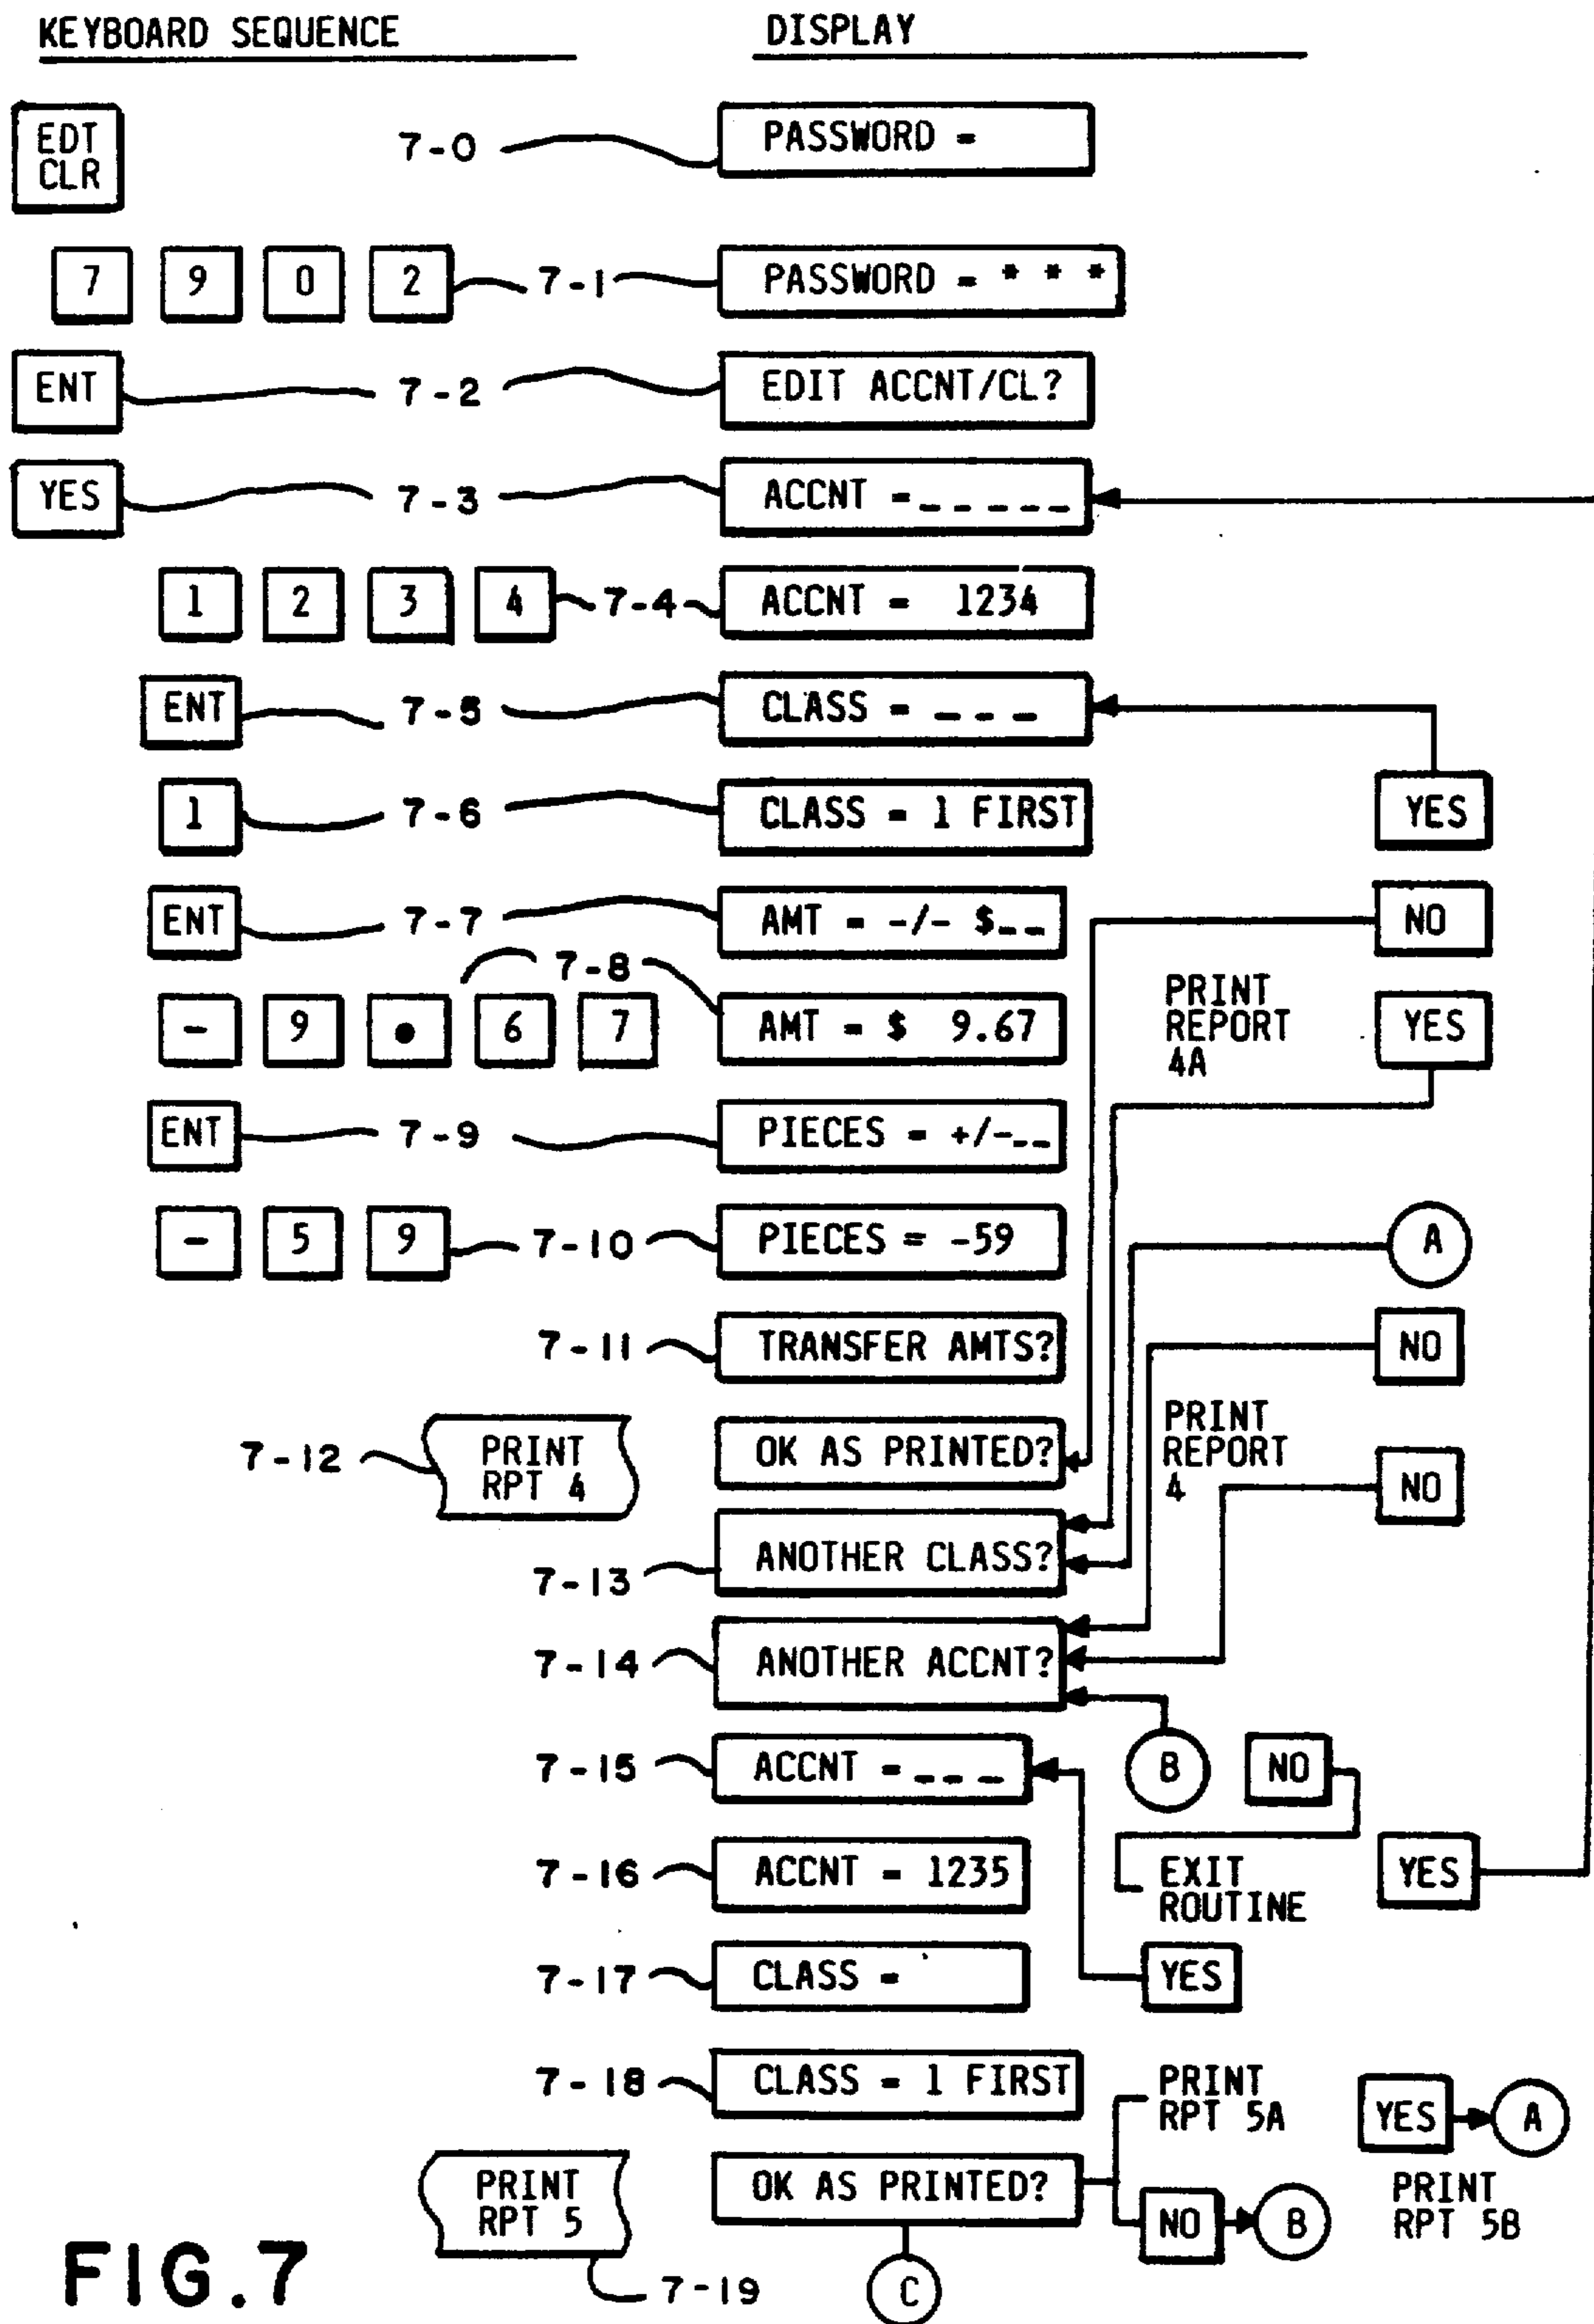 KEYBOARD SEQUENCE DISPLAY
EDT
CLR
7-0 PASSWORD =
7 9 0 2 7-1 PASSWORD = * * *
ENT 7-2 EDIT ACCNT/CL?
YES 7-3 ACCNT = _ _ _ _ _
1 2 3 4 7-4 ACCNT = 1234
ENT 7-5 CLASS = _ _ _
1 7-6 CLASS = 1 FIRST YES
ENT 7-7 AMT = -/- $_ _ NO
- 9 . 6 7 7-8 AMT = $ 9.67
PRINT
REPORT
4A
YES
ENT 7-9 PIECES = +/-_ _
- 5 9 7-10 PIECES = -59 A
7-11 TRANSFER AMTS? NO
7-12 PRINT
RPT 4
OK AS PRINTED?
PRINT
REPORT
4
NO
7-13 ANOTHER CLASS?
7-14 ANOTHER ACCNT?
7-15 ACCNT = _ _ _ B NO
7-16 ACCNT = 1235
EXIT
ROUTINE
YES
7-17 CLASS = YES
7-18 CLASS = 1 FIRST
PRINT
RPT 5A
YES A
PRINT
RPT 5
OK AS PRINTED? NO B
PRINT
RPT 5B
7-19 C
FIG.7